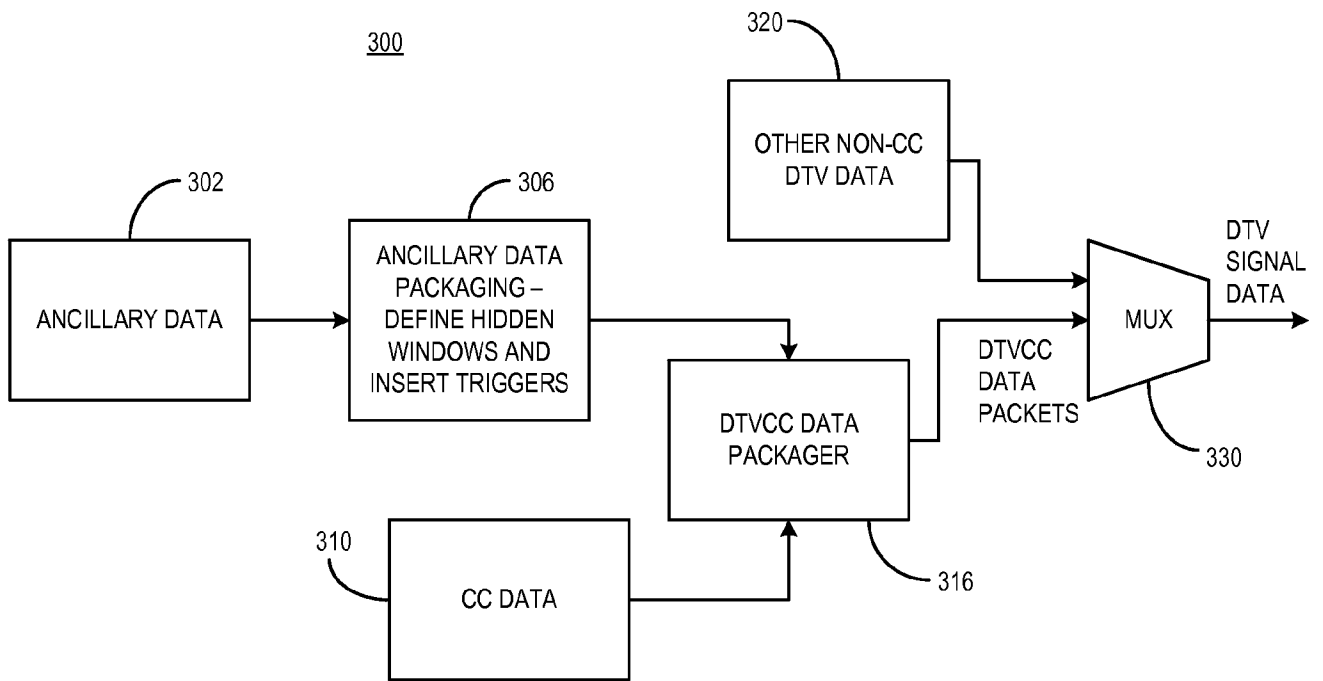 300
320
OTHER NON-CC
DTV DATA
302
306
ANCILLARY DATA
ANCILLARY DATA
PACKAGING –
DEFINE HIDDEN
WINDOWS AND
INSERT TRIGGERS
DTV
SIGNAL
DATA
MUX
DTVCC
DATA
PACKETS
330
DTVCC DATA
PACKAGER
316
310
CC DATA